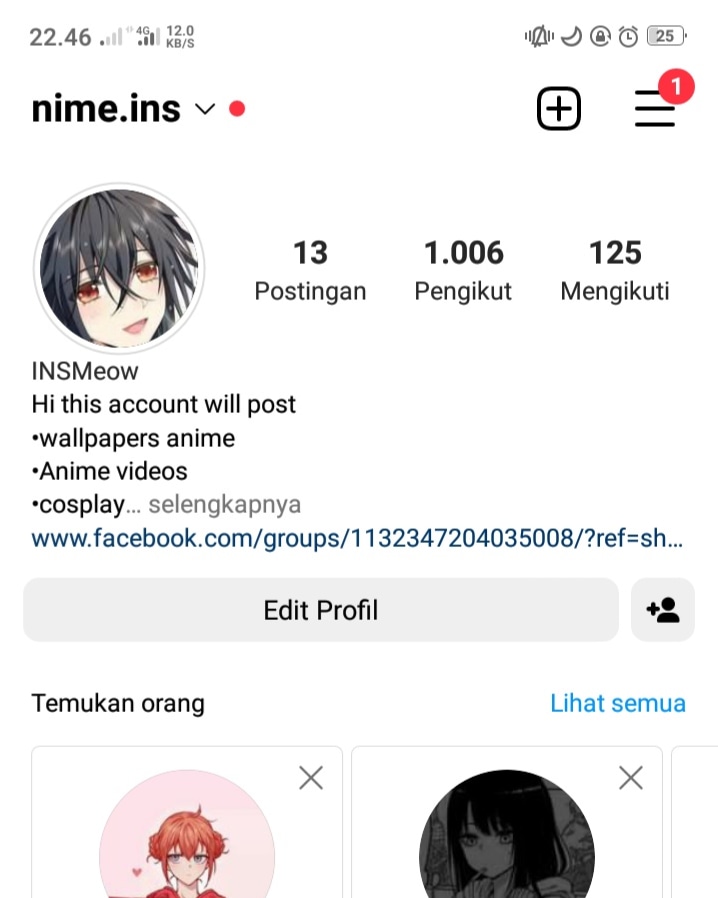 22.46 4G 12.0 KB/S 25
nime.ins 1
13 1.006 125
Postingan Pengikut Mengikuti
INSMeow
Hi this account will post
•wallpapers anime
•Anime videos
•cosplay... selengkapnya
www.facebook.com/groups/1132347204035008/?ref=sh...
Edit Profil
Temukan orang Lihat semua